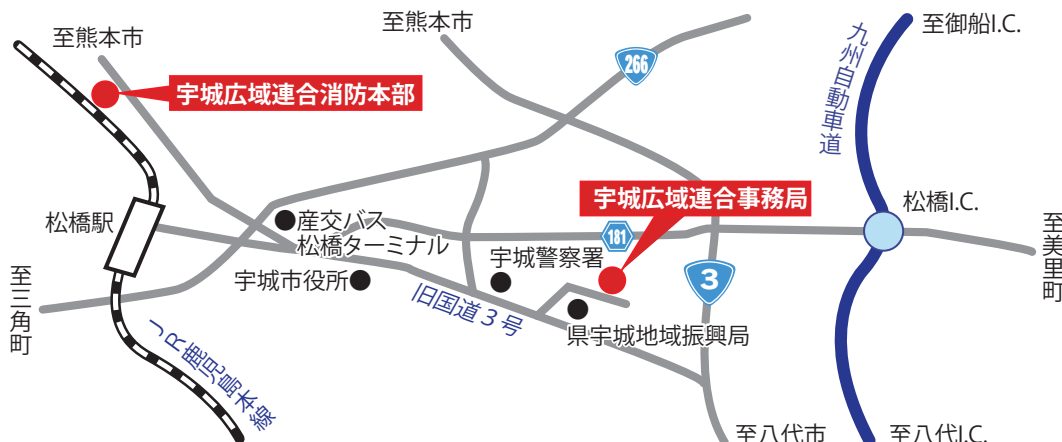 至熊本市
至熊本市
至御船I.C.
266
九州自動車道
宇城広域連合消防本部
宇城広域連合事務局
松橋I.C.
松橋駅
産交バス
松橋ターミナル
181
至美里町
宇城警察署
宇城市役所
3
至三角町
旧国道3号
県宇城地域振興局
JR鹿児島本線
至八代市
至八代I.C.